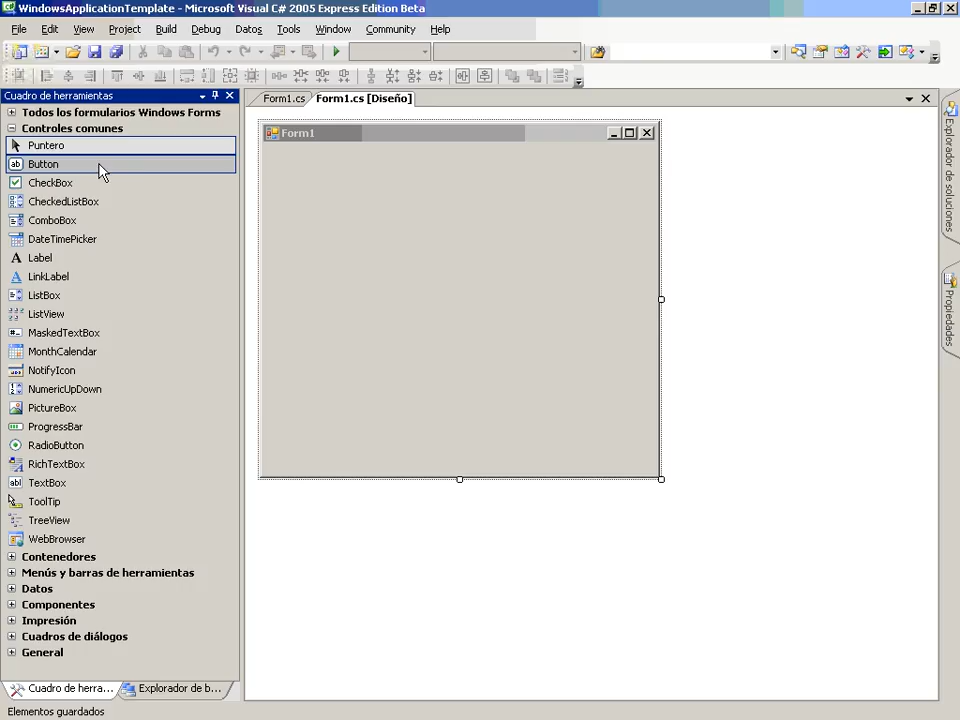 WindowsApplicationTemplate - Microsoft Visual C# 2005 Express Edition Beta
File Edit View Project Build Debug Datos Tools Window Community Help
Cuadro de herramientas
Form1.cs Form1.cs [Diseño]
Todos los formularios Windows Forms
Controles comunes
Puntero
Button
CheckBox
CheckedListBox
ComboBox
DateTimePicker
Label
LinkLabel
ListBox
ListView
MaskedTextBox
MonthCalendar
NotifyIcon
NumericUpDown
PictureBox
ProgressBar
RadioButton
RichTextBox
TextBox
ToolTip
TreeView
WebBrowser
Contenedores
Menús y barras de herramientas
Datos
Componentes
Impresión
Cuadros de diálogos
General
Form1
Explorador de soluciones
Propiedades
Cuadro de herra... Explorador de b...
Elementos guardados